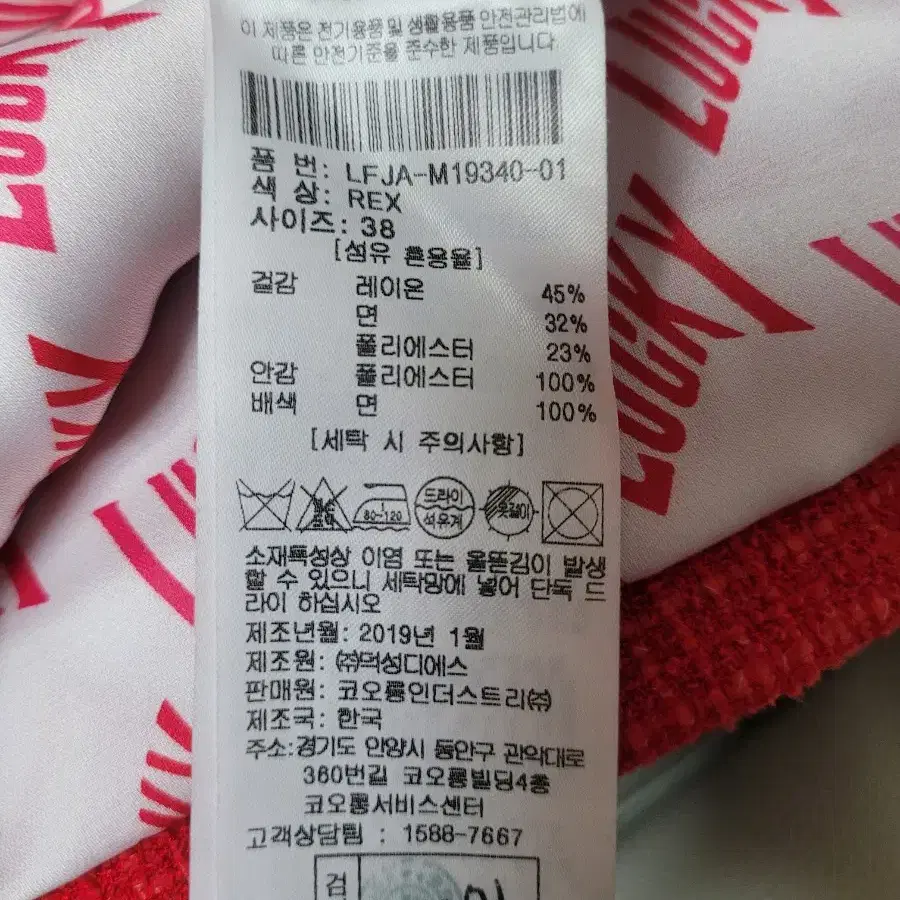 이 제품은 전기용품 및 생활용품 안전관리법에
따른 안전기준을 준수한 제품입니다
품 번: LFJA-M19340-01
색 상: REX
사이즈: 38
[섬유 혼용율]
겉감 레이온 45%
면 32%
폴리에스터 23%
안감 폴리에스터 100%
배색 면 100%
[세탁 시 주의사항]
80~120 드라이 석유계 옷걸이
소재특성상 이염 또는 올뜯김이 발생
할 수 있으니 세탁망에 넣어 단독 드
라이 하십시오
제조년월: 2019년 1월
제조원: ㈜덕성디에스
판매원: 코오롱인더스트리㈜
제조국: 한국
주소:경기도 안양시 동안구 관악대로
360번길 코오롱빌딩4층
코오롱서비스센터
고객상담팀 : 1588-7667
검
LUCKY
LUCKY
LUCKY
LUCKY